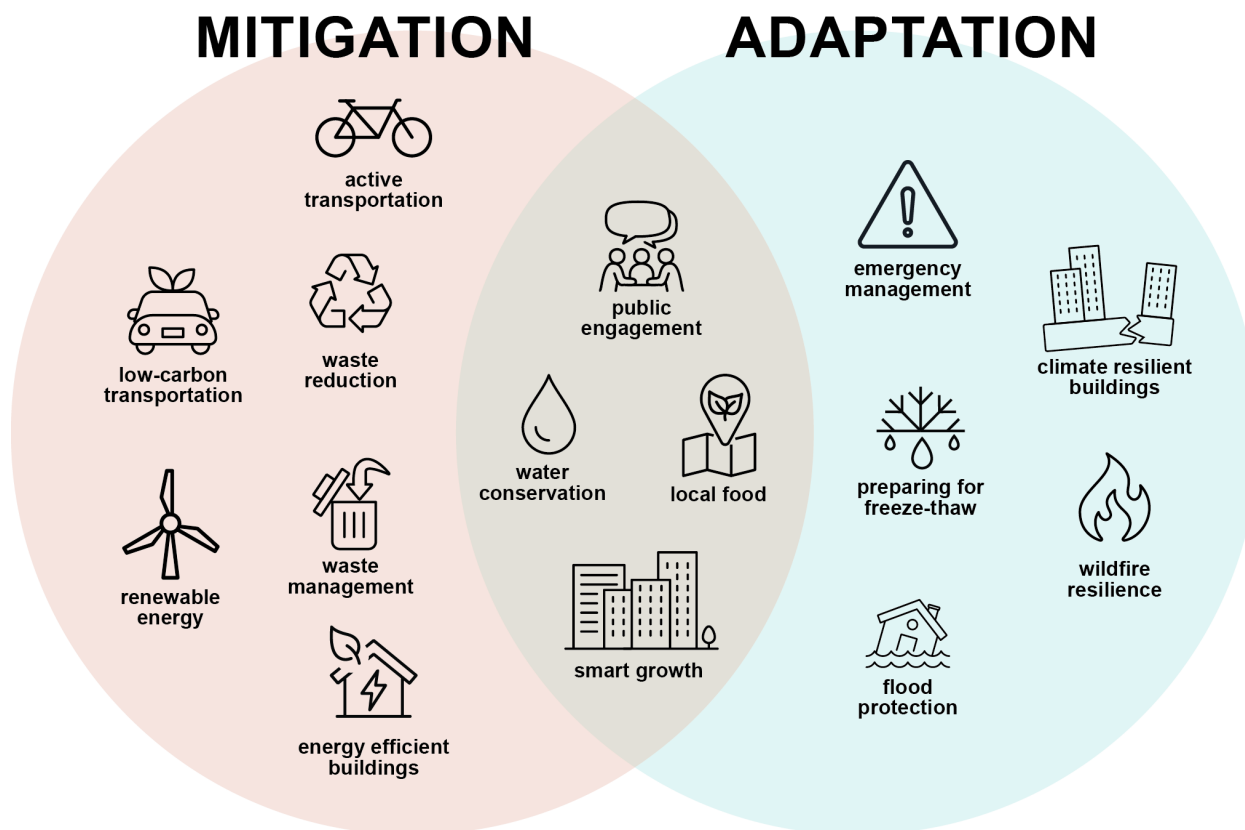 MITIGATION
ADAPTATION
active
transportation
low-carbon
transportation
waste
reduction
renewable
energy
waste
management
energy efficient
buildings
public
engagement
water
conservation
local food
smart growth
emergency
management
climate resilient
buildings
preparing for
freeze-thaw
wildfire
resilience
flood
protection